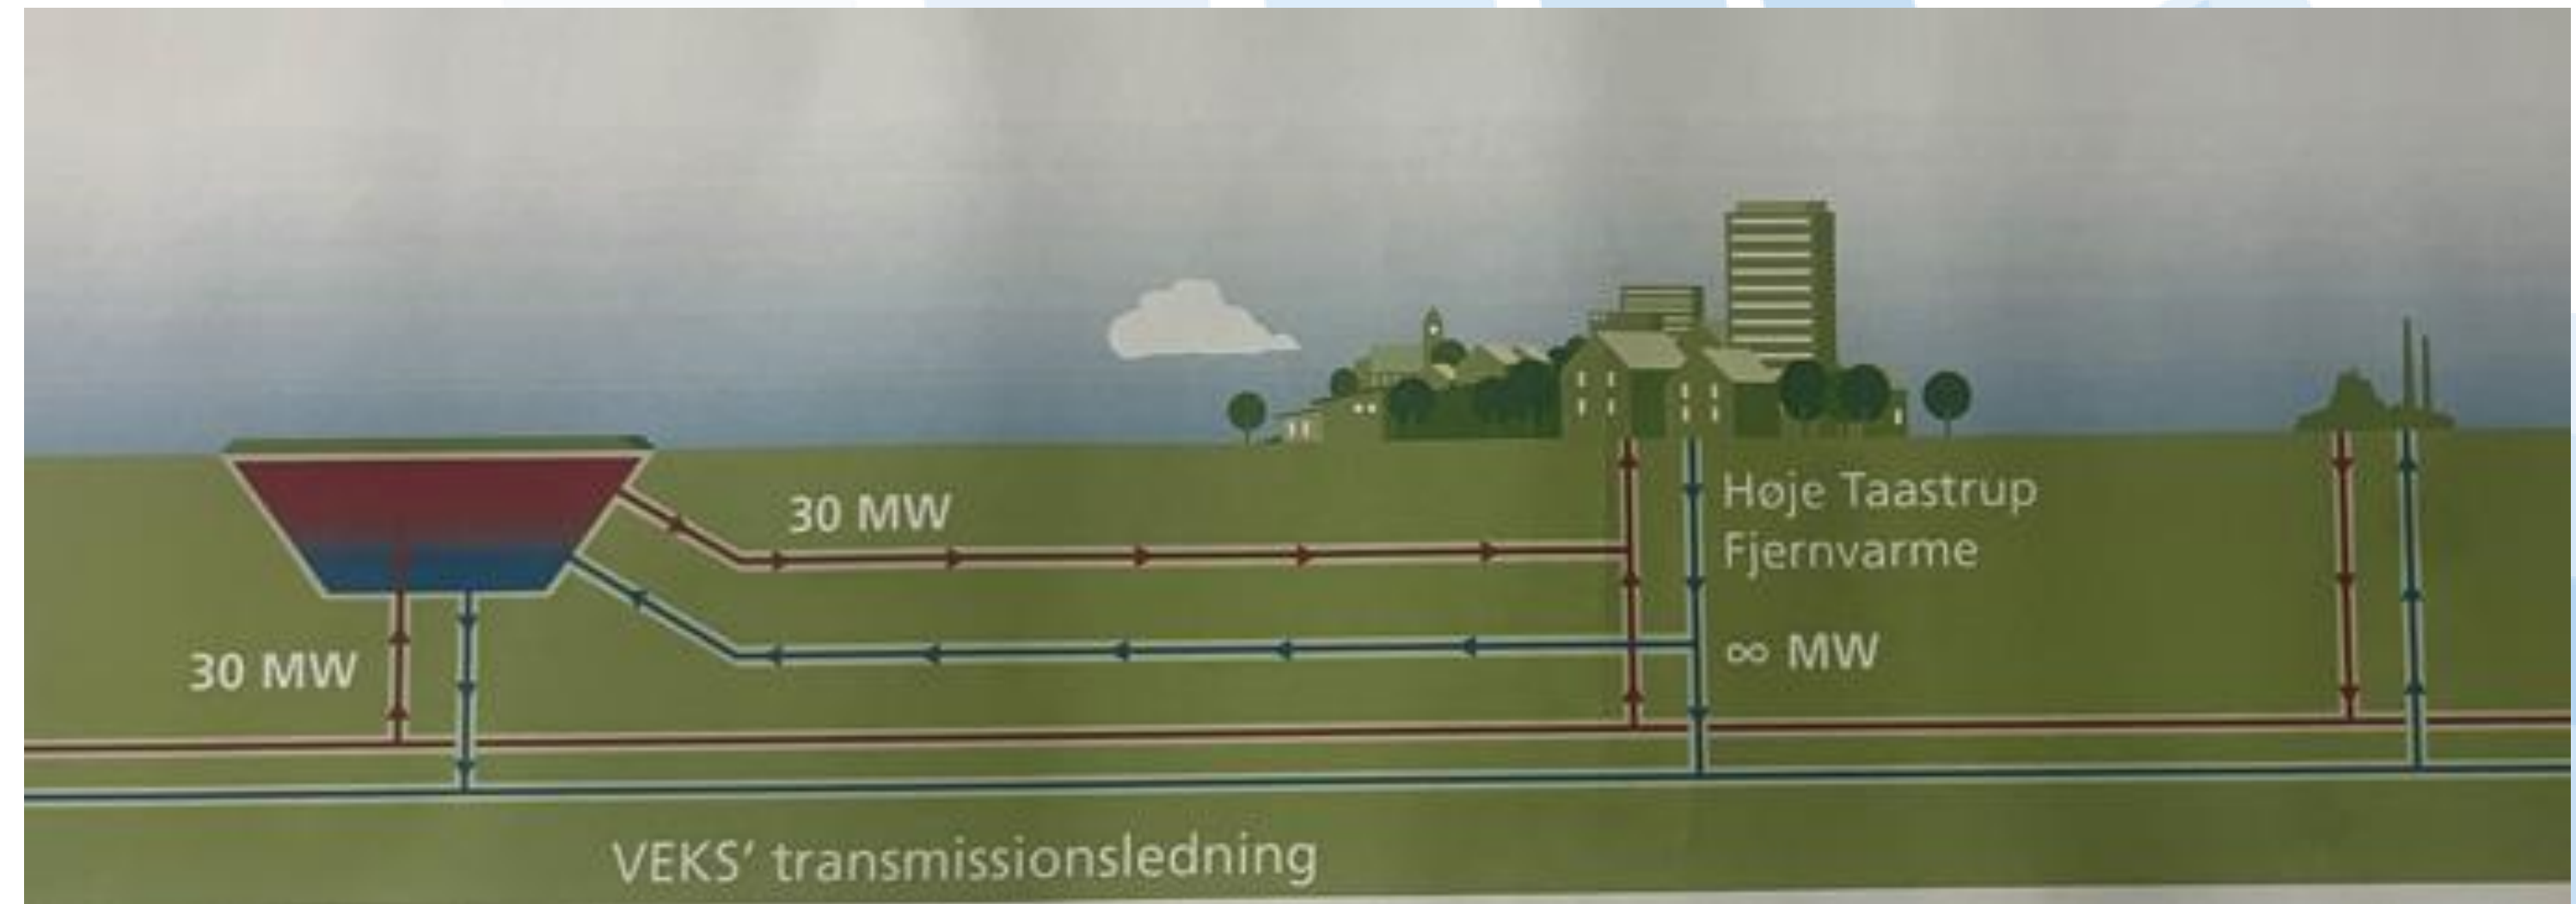 30 MW
Høje Taastrup
Fjernvarme
30 MW
∞ MW
VEKS' transmissionsledning